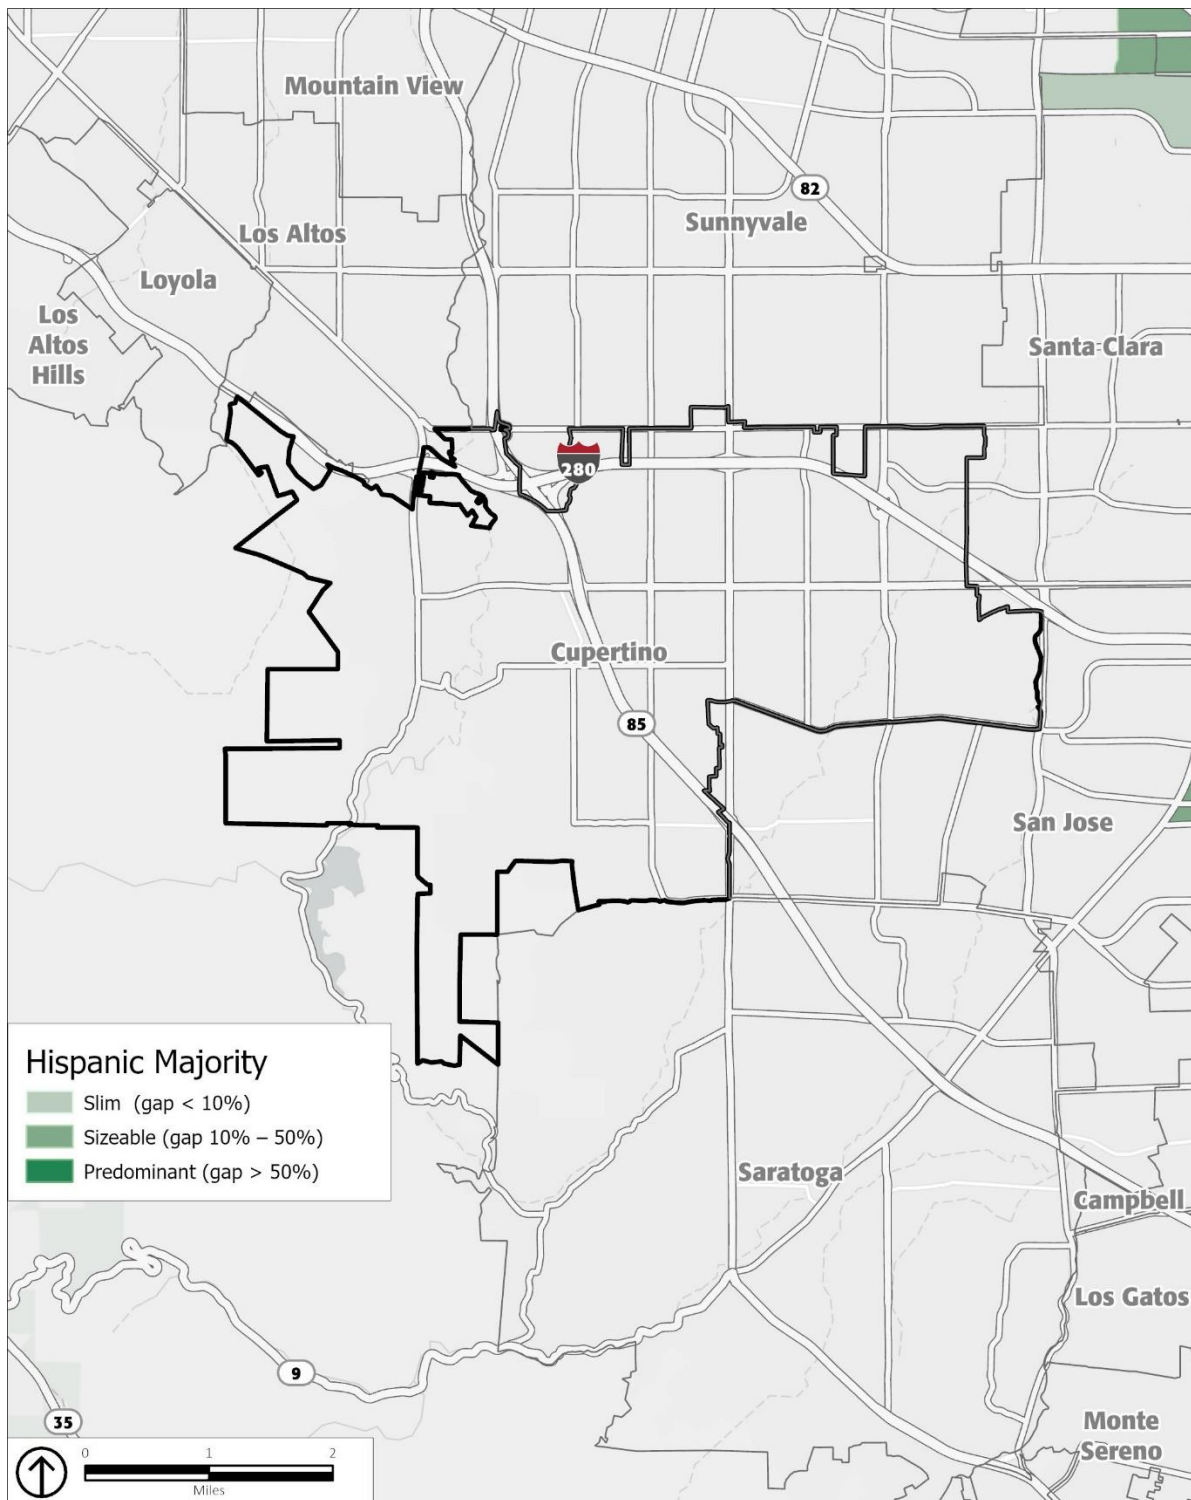 Mountain View
82
Sunnyvale
Los Altos
Loyola
Los
Altos
Hills
Santa Clara
280
Cupertino
85
San Jose
Hispanic Majority
Slim (gap < 10%)
Sizeable (gap 10% – 50%)
Predominant (gap > 50%)
Saratoga
Campbell
Los Gatos
9
35
Monte
Sereno
0 1 2
Miles